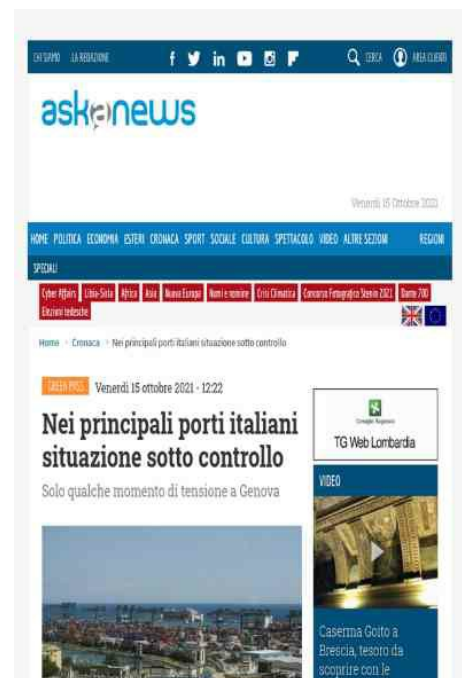 CHI SIAMO LA REDAZIONE
CERCA AREA CLIENTI
askanews
Venerdì 15 Ottobre 2021
HOME POLITICA ECONOMIA ESTERI CRONACA SPORT SOCIALE CULTURA SPETTACOLO VIDEO ALTRE SEZIONI REGIONI
SPECIALI
Cyber Affairs Libia-Siria Africa Asia Nuova Europa Nomi e nomine Crisi Climatica Concorso Fotografico Stenin 2021 Dante 700
Elezioni tedesche
Home Cronaca Nei principali porti italiani situazione sotto controllo
GREEN PASS Venerdì 15 ottobre 2021 - 12:22
Nei principali porti italiani
situazione sotto controllo
Solo qualche momento di tensione a Genova
Consiglio Regionale
TG Web Lombardia
VIDEO
Caserma Goito a
Brescia, tesoro da
scoprire con le